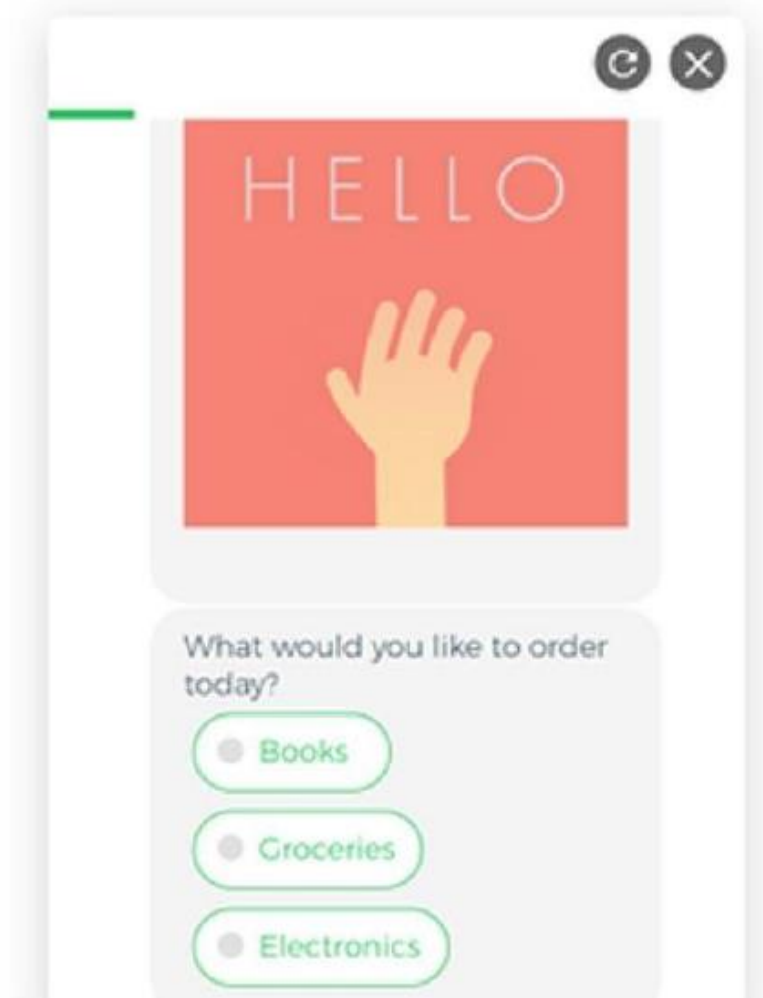 HELLO
What would you like to order
today?
Books
Groceries
Electronics